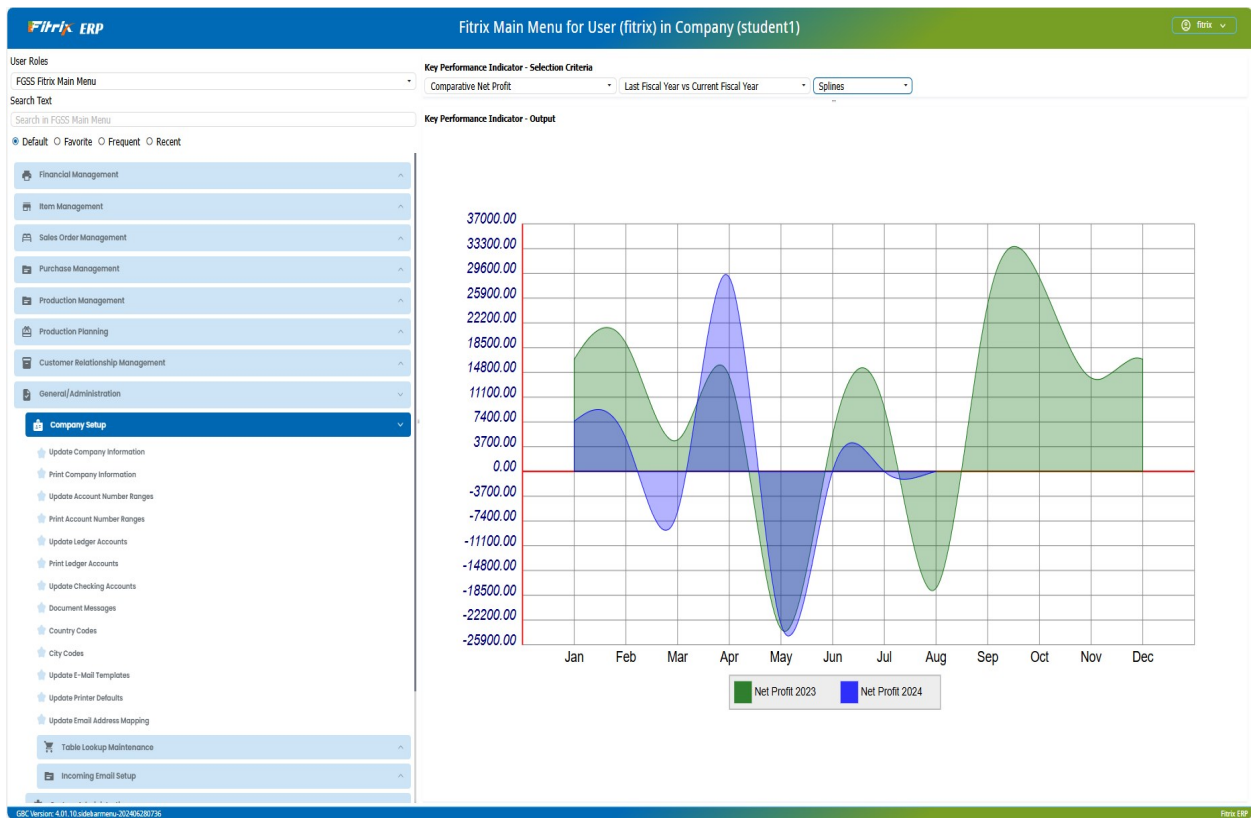 Fitrix ERP
Fitrix Main Menu for User (fitrix) in Company (student1)
fitrix
User Roles
FGSS Fitrix Main Menu
Search Text
Search in FGSS Main Menu
Default Favorite Frequent Recent
Financial Management
Item Management
Sales Order Management
Purchase Management
Production Management
Production Planning
Customer Relationship Management
General/Administration
Company Setup
Update Company Information
Print Company Information
Update Account Number Ranges
Print Account Number Ranges
Update Ledger Accounts
Print Ledger Accounts
Update Checking Accounts
Document Messages
Country Codes
City Codes
Update E-Mail Templates
Update Printer Defaults
Update Email Address Mapping
Table Lookup Maintenance
Incoming Email Setup
Key Performance Indicator - Selection Criteria
Comparative Net Profit Last Fiscal Year vs Current Fiscal Year Splines
Key Performance Indicator - Output
37000.00
33300.00
29600.00
25900.00
22200.00
18500.00
14800.00
11100.00
7400.00
3700.00
0.00
-3700.00
-7400.00
-11100.00
-14800.00
-18500.00
-22200.00
-25900.00
Jan Feb Mar Apr May Jun Jul Aug Sep Oct Nov Dec
Net Profit 2023 Net Profit 2024
GBC Version: 4.01.10.sidebarmenu-202406280736
Fitrix ERP